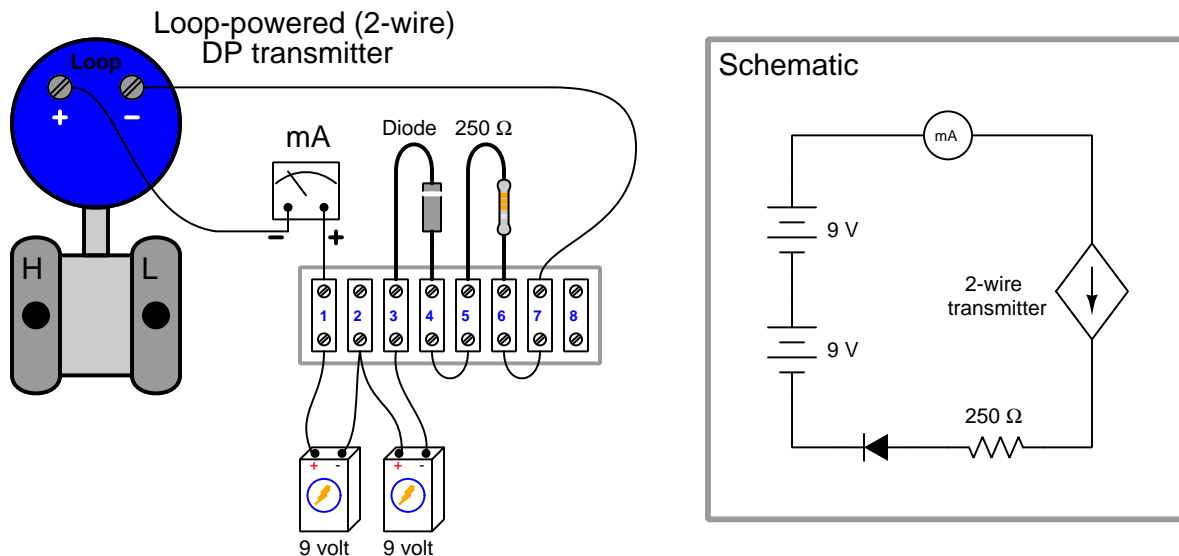 Loop-powered (2-wire)
DP transmitter
Loop
+ −
H
L
mA
− +
Diode
250 Ω
1 2 3 4 5 6 7 8
+ -
+ -
9 volt
9 volt
Schematic
mA
9 V
9 V
2-wire
transmitter
250 Ω